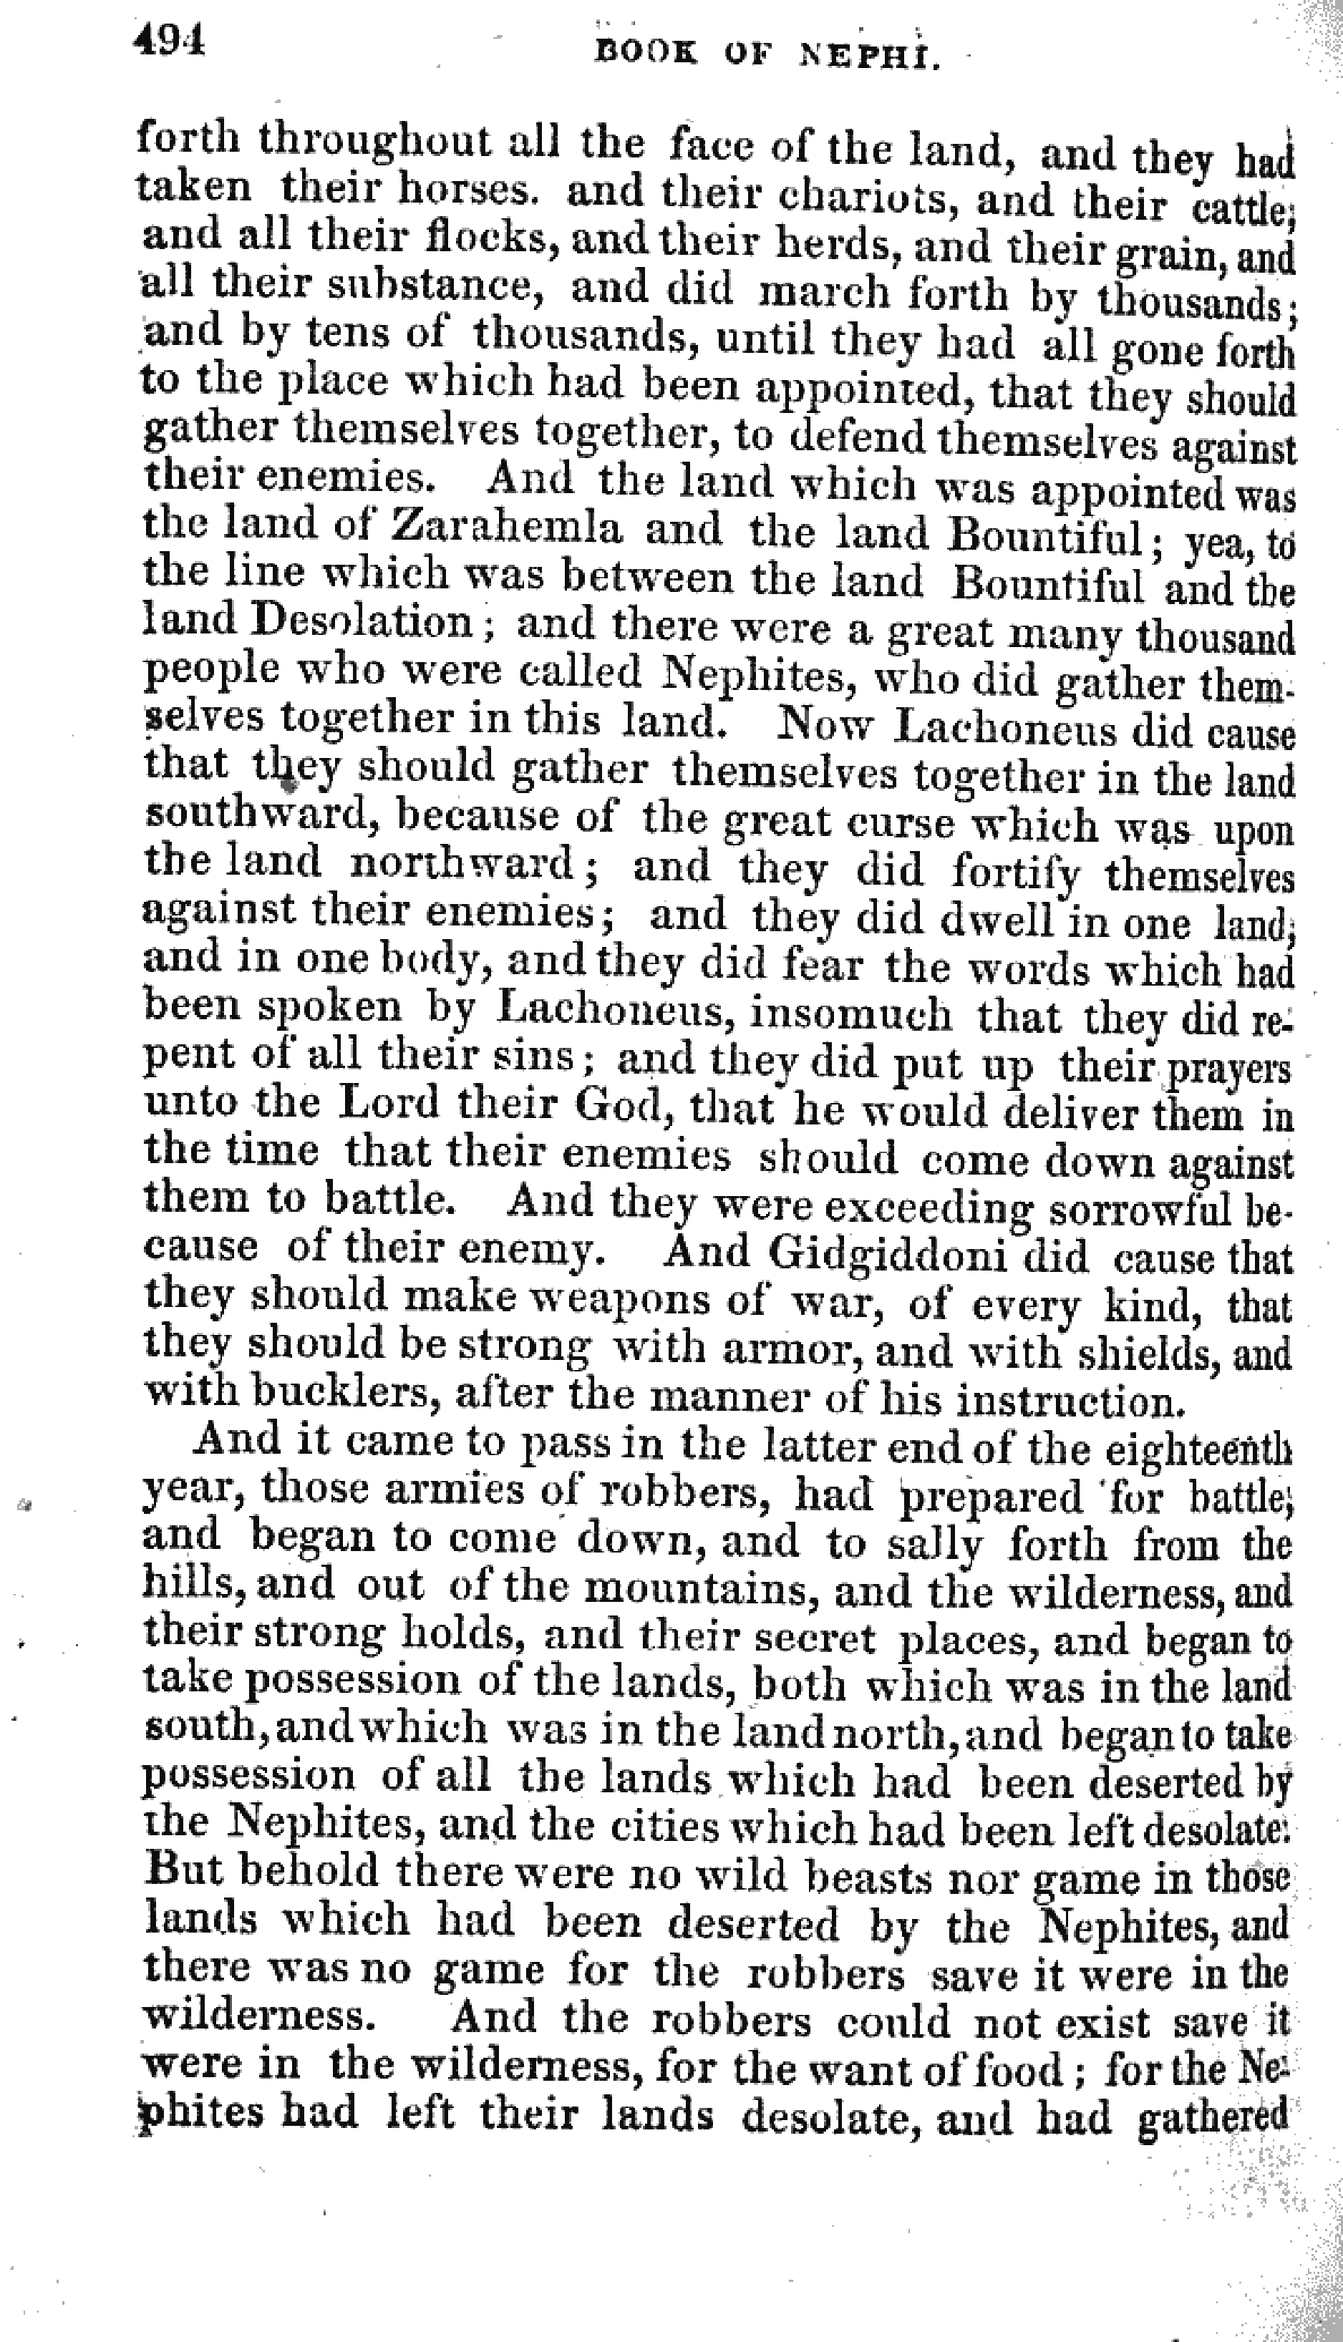 494
BOOK OF NEPHI.
forth throughout all the face of the land, and they had
taken their horses. and their chariots, and their cattle,
and all their flocks, and their herds, and their grain, and
all their substance, and did march forth by thousands;
and by tens of thousands, until they had all gone forth
to the place which had been appointed, that they should
gather themselves together, to defend themselves against
their enemies. And the land which was appointed was
the land of Zarahemla and the land Bountiful; yea, to
the line which was between the land Bountiful and the
land Desolation; and there were a great many thousand
people who were called Nephites, who did gather them-
selves together in this land. Now Lachoneus did cause
that they should gather themselves together in the land
southward, because of the great curse which was upon
the land northward; and they did fortify themselves
against their enemies; and they did dwell in one land,
and in one body, and they did fear the words which had
been spoken by Lachoneus, insomuch that they did re-
pent of all their sins; and they did put up their prayers
unto the Lord their God, that he would deliver them in
the time that their enemies should come down against
them to battle. And they were exceeding sorrowful be-
cause of their enemy. And Gidgiddoni did cause that
they should make weapons of war, of every kind, that
they should be strong with armor, and with shields, and
with bucklers, after the manner of his instruction.
And it came to pass in the latter end of the eighteenth
year, those armies of robbers, had prepared for battle,
and began to come down, and to sally forth from the
hills, and out of the mountains, and the wilderness, and
their strong holds, and their secret places, and began to
take possession of the lands, both which was in the land
south, and which was in the land north, and began to take
possession of all the lands which had been deserted by
the Nephites, and the cities which had been left desolate.
But behold there were no wild beasts nor game in those
lands which had been deserted by the Nephites, and
there was no game for the robbers save it were in the
wilderness. And the robbers could not exist save it
were in the wilderness, for the want of food; for the Ne-
phites had left their lands desolate, and had gathered